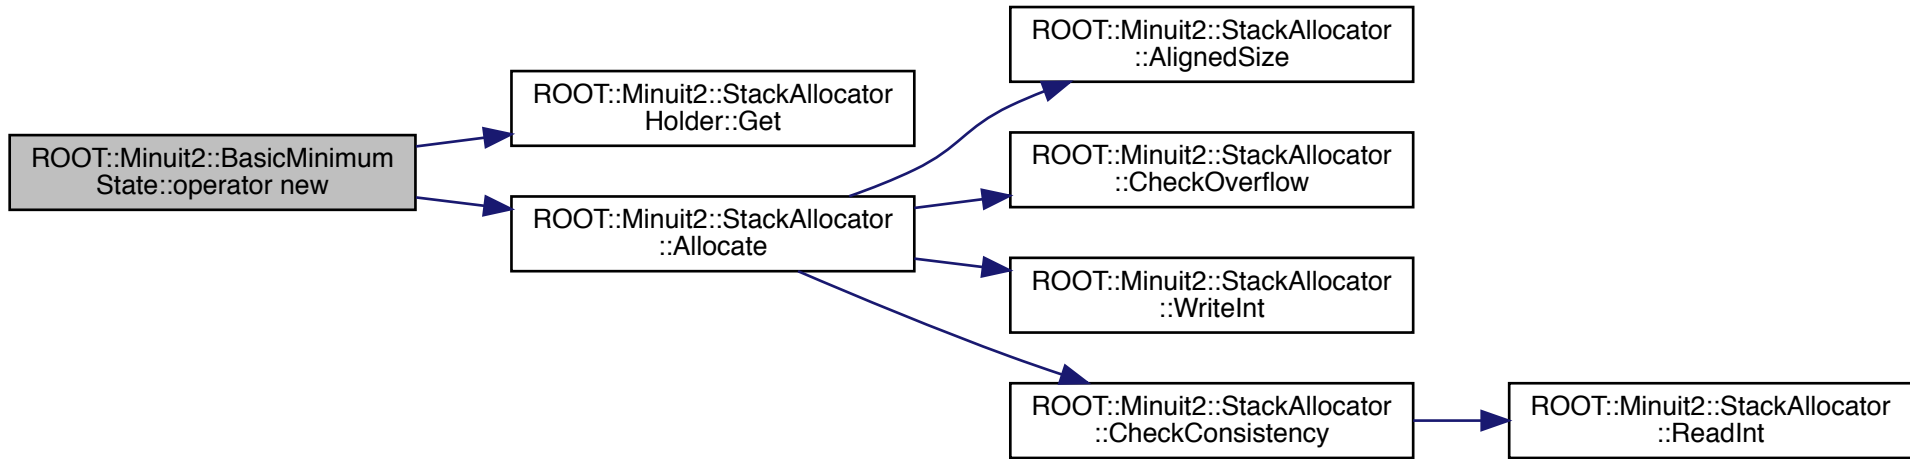 ROOT::Minuit2::BasicMinimum
State::operator new
ROOT::Minuit2::StackAllocator
Holder::Get
ROOT::Minuit2::StackAllocator
::Allocate
ROOT::Minuit2::StackAllocator
::AlignedSize
ROOT::Minuit2::StackAllocator
::CheckOverflow
ROOT::Minuit2::StackAllocator
::WriteInt
ROOT::Minuit2::StackAllocator
::CheckConsistency
ROOT::Minuit2::StackAllocator
::ReadInt